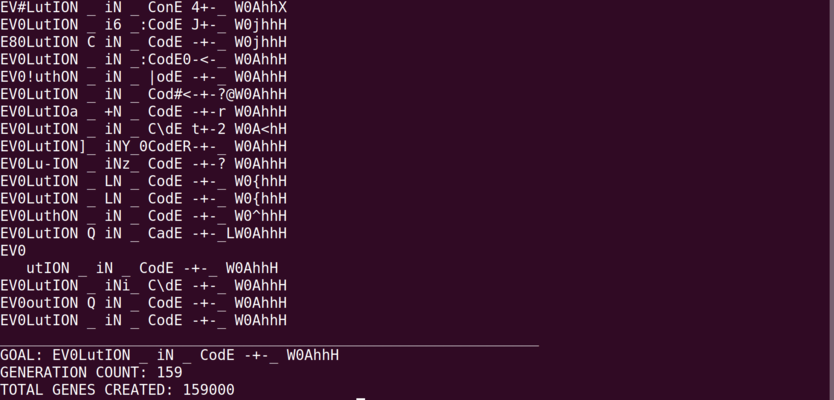 EV#LutION _ iN _ ConE 4+-_ W0AhhX
EV0LutION _ i6 _:CodE J+-_ W0jhhH
E80LutION C iN _ CodE -+-_ W0jhhH
EV0LutION _ iN _:CodE0-<-_ W0AhhH
EV0!uthON _ iN _ |odE -+-_ W0AhhH
EV0LutION _ iN _ Cod#<-+-?@W0AhhH
EV0LutIOa _ +N _ CodE -+-r W0AhhH
EV0LutION _ iN _ C\dE t+-2 W0A<hH
EV0LutION]_ iNY_0CodER-+-_ W0AhhH
EV0Lu-ION _ iNz_ CodE -+-? W0AhhH
EV0LutION _ LN _ CodE -+-_ W0{hhH
EV0LutION _ LN _ CodE -+-_ W0{hhH
EV0LuthON _ iN _ CodE -+-_ W0^hhH
EV0LutION Q iN _ CadE -+-_LW0AhhH
EV0
utION _ iN _ CodE -+-_ W0AhhH
EV0LutION _ iNi_ C\dE -+-_ W0AhhH
EV0outION Q iN _ CodE -+-_ W0AhhH
EV0LutION _ iN _ CodE -+-_ W0AhhH
GOAL: EV0LutION _ iN _ CodE -+-_ W0AhhH
GENERATION COUNT: 159
TOTAL GENES CREATED: 159000